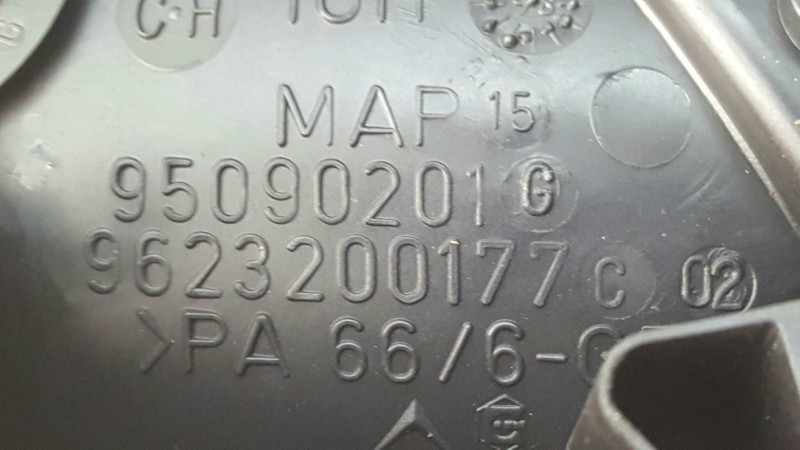 C·H
MAP 15
95090201 G
9623200177 C 02
>PA 66/6-